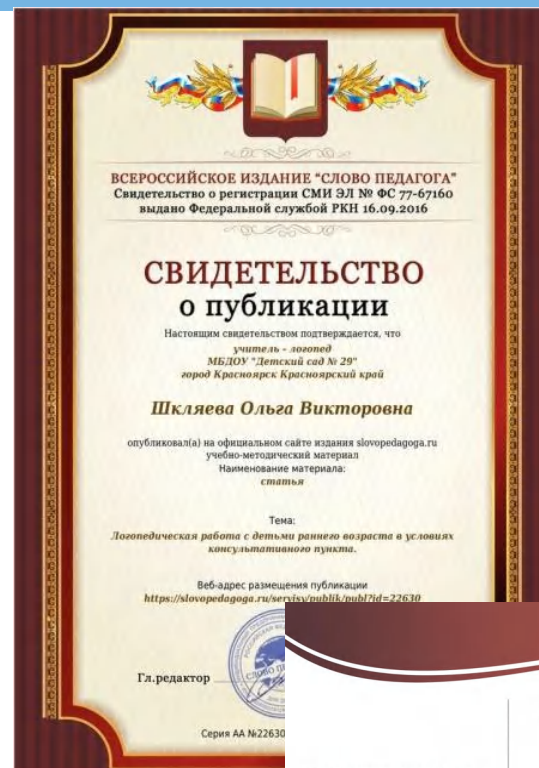 ВСЕРОССИЙСКОЕ ИЗДАНИЕ “СЛОВО ПЕДАГОГА”
Свидетельство о регистрации СМИ ЭЛ № ФС 77-67160
выдано Федеральной службой РКН 16.09.2016
СВИДЕТЕЛЬСТВО
о публикации
Настоящим свидетельством подтверждается, что
учитель - логопед
МБДОУ "Детский сад № 29"
город Красноярск Красноярский край
Шкляева Ольга Викторовна
опубликовал(а) на официальном сайте издания slovopedagoga.ru
учебно-методический материал
Наименование материала:
статья
Тема:
Логопедическая работа с детьми раннего возраста в условиях
консультативного пункта.
Веб-адрес размещения публикации
https://slovopedagoga.ru/servisy/publik/publ?id=22630
Гл.редактор
Серия АА №22630